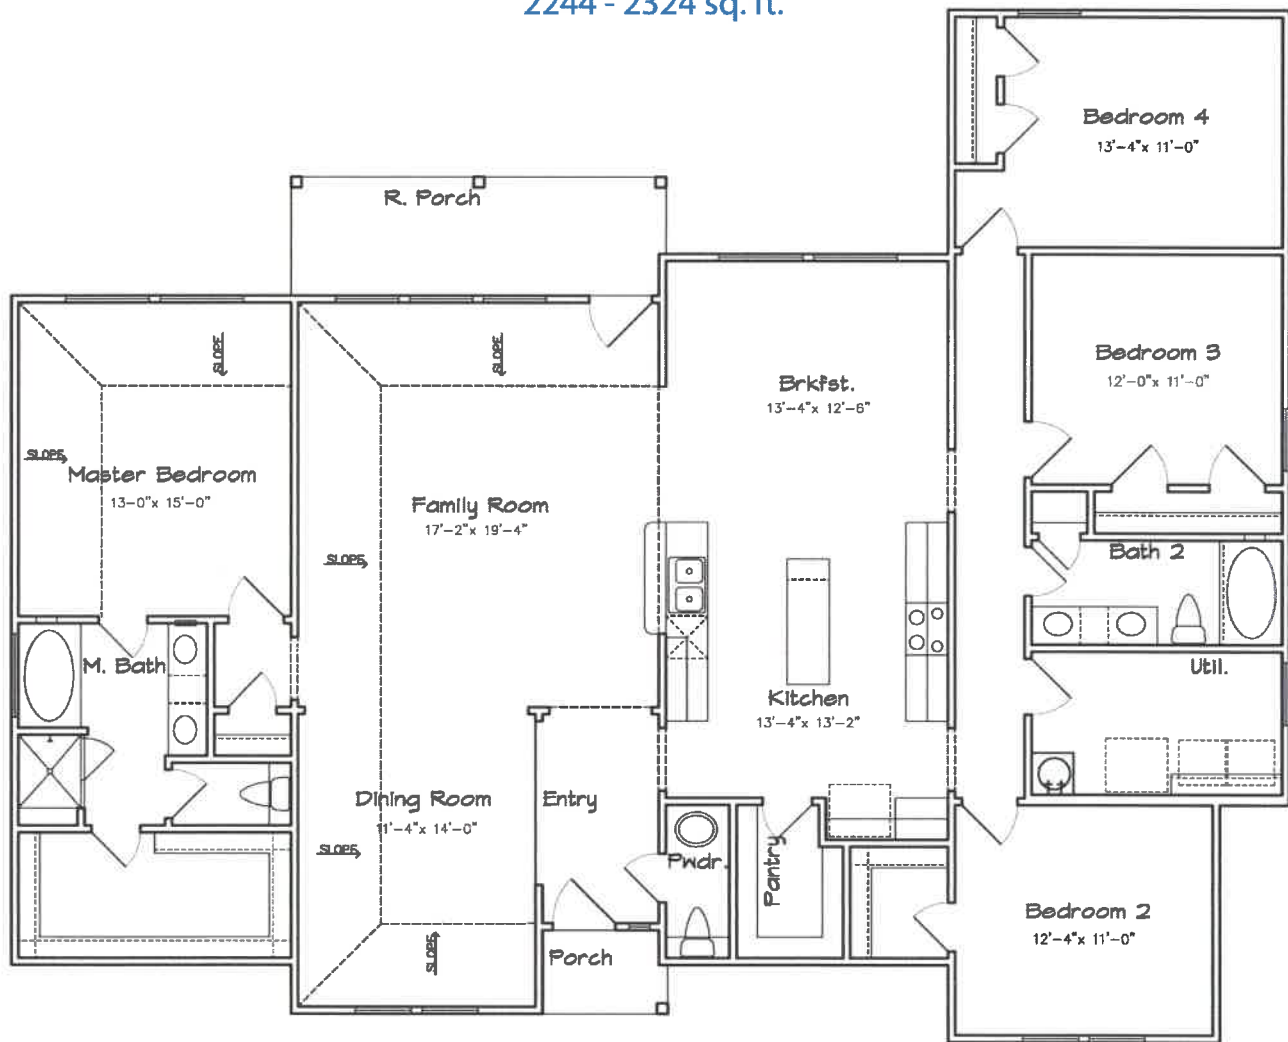 2244 - 2324 sq. ft.
Bedroom 4
13'-4"x 11'-0"
R. Porch
SLOPE
SLOPE
Bedroom 3
12'-0"x 11'-0"
Brkfst.
13'-4"x 12'-6"
SLOPE
Master Bedroom
13-0"x 15'-0"
Family Room
17'-2"x 19'-4"
SLOPE
Bath 2
M. Bath
Util.
Kitchen
13'-4"x 13'-2"
Dining Room
11'-4"x 14'-0"
Entry
SLOPE
Pwdr.
Pantry
Bedroom 2
12'-4"x 11'-0"
SLOPE
Porch